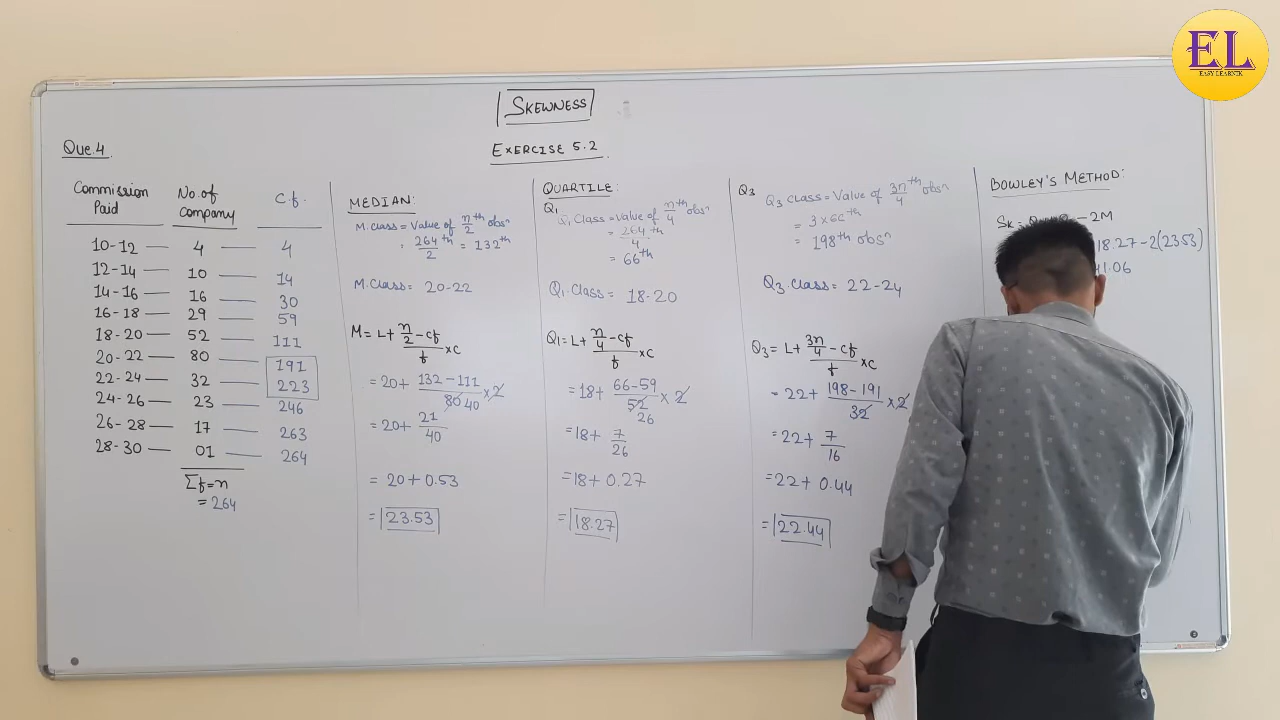 EL
EASY LEARNIK
SKEWNESS
EXERCISE 5.2
Que.4
Commission Paid No. of Company Cf.
10-12 — 4 — 4
12-14 — 10 — 14
14-16 — 16 — 30
16-18 — 29 — 59
18-20 — 52 — 111
20-22 — 80 — 191
22-24 — 32 — 223
24-26 — 23 — 246
26-28 — 17 — 263
28-30 — 01 — 264
Σf=n
= 264
MEDIAN:
M.class = Value of n/2 th obsⁿ
= 264/2 th = 132th
M.Class = 20-22
M = L+ (n/2 - cf)/f ×c
= 20+ (132-111)/80 40 ×2
= 20+ 21/40
= 20+0.53
= 23.53
QUARTILE:
Q1
Q1 Class = Value of n/4 th obsⁿ
= 264/4 th
= 66th
Q1.Class = 18-20
Q1= L+ (n/4 - cf)/f ×c
= 18+ (66-59)/52 26 × 2
= 18+ 7/26
= 18+ 0.27
= 18.27
Q3
Q3 class = Value of 3n/4 th obsⁿ
= 3×66th
= 198th obsⁿ
Q3.Class = 22-24
Q3= L+ (3n/4 - cf)/f ×c
= 22+ (198-191)/32 ×2
= 22+ 7/16
= 22+ 0.44
= 22.44
BOWLEY'S METHOD:
Sk = - 2M
18.27-2(23.53)
41.06